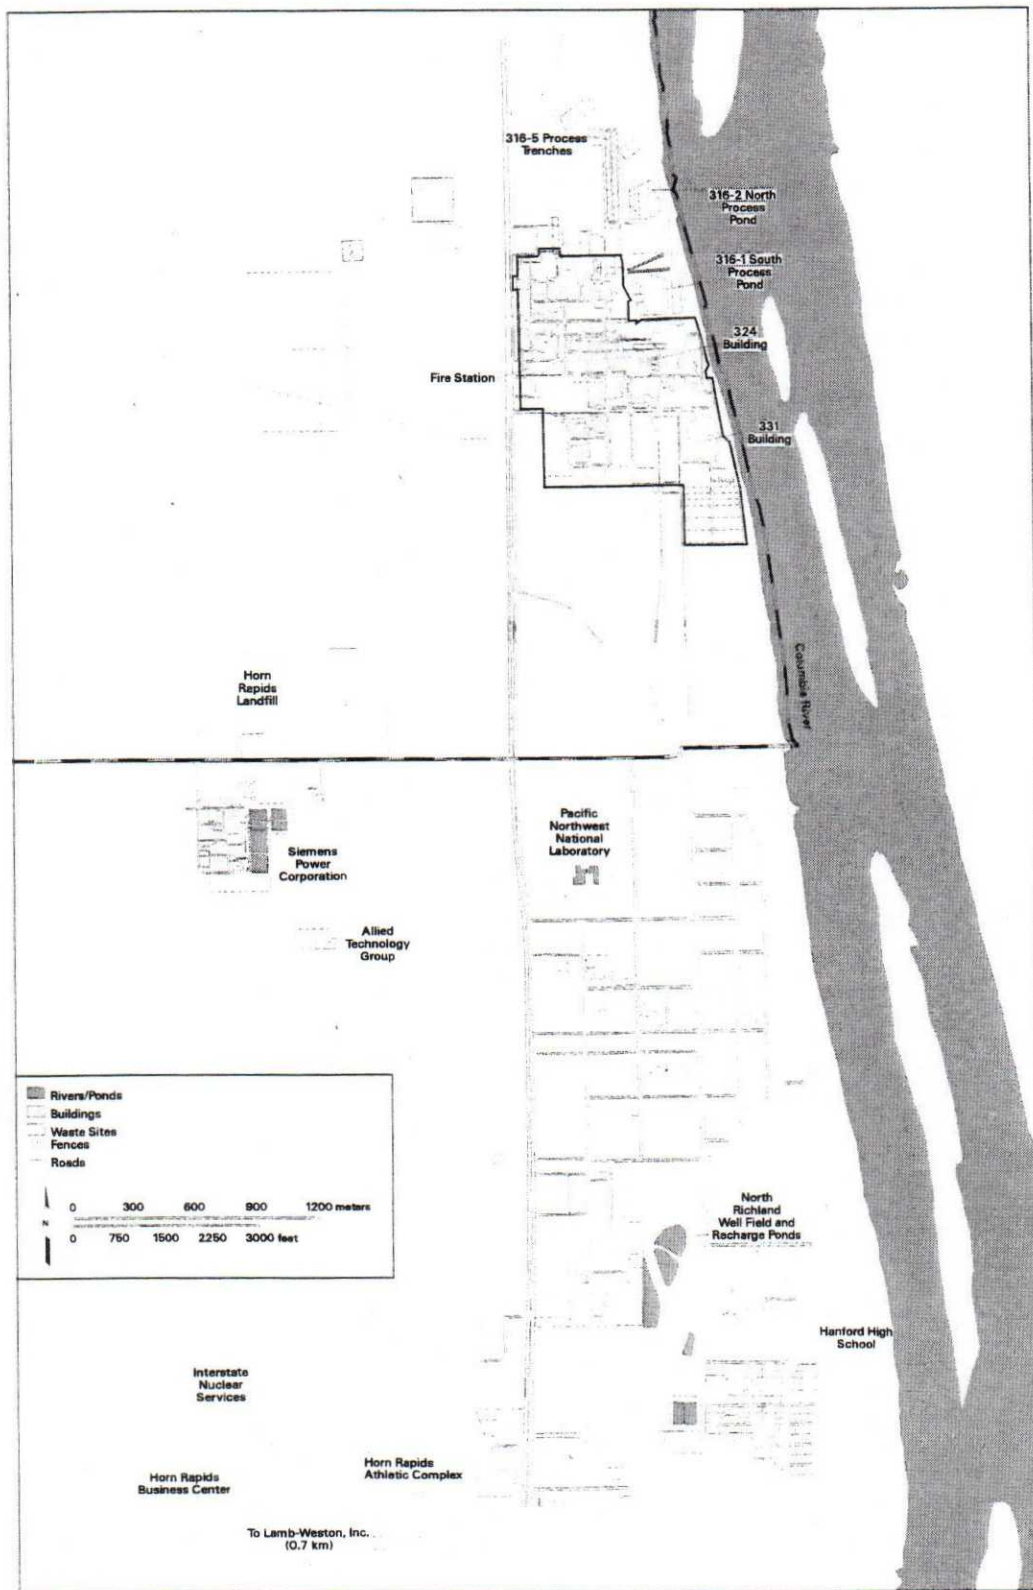 316-5 Process
Trenches
316-2 North
Process
Pond
316-1 South
Process
Pond
324
Building
Fire Station
331
Building
Columbia River
Horn
Rapids
Landfill
Pacific
Northwest
National
Laboratory
Siemens
Power
Corporation
Allied
Technology
Group
Rivers/Ponds
Buildings
Waste Sites
Fences
Roads
0 300 600 900 1200 meters
N
0 750 1500 2250 3000 feet
North
Richland
Well Field and
Recharge Ponds
Hanford High
School
Interstate
Nuclear
Services
Horn Rapids
Athletic Complex
Horn Rapids
Business Center
To Lamb-Weston, Inc.
(0.7 km)